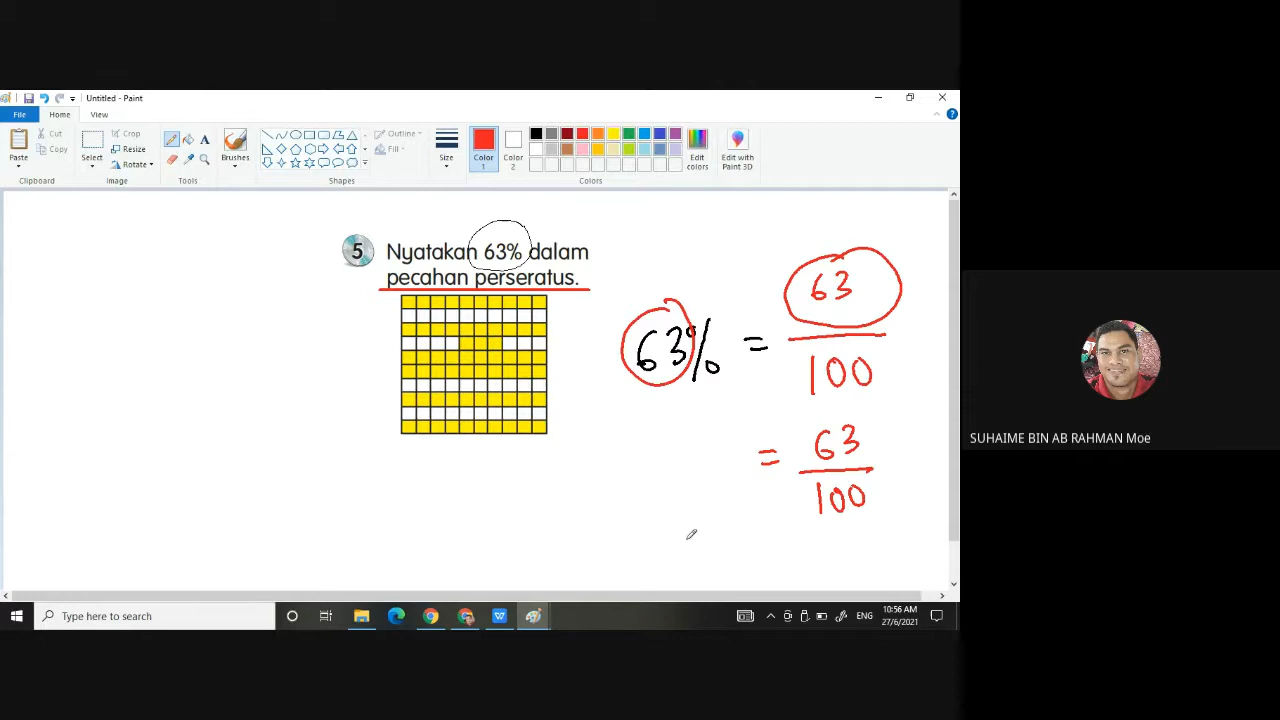 Untitled - Paint
File
Home
View
Paste
Cut
Copy
Clipboard
Select
Crop
Resize
Rotate
Image
A
Tools
Brushes
Outline
Fill
Shapes
Size
Color 1
Color 2
Edit colors
Colors
Edit with Paint 3D
5
Nyatakan 63% dalam
pecahan perseratus.
63% = 63
100
= 63
100
SUHAIME BIN AB RAHMAN Moe
Type here to search
ENG
10:56 AM
27/6/2021